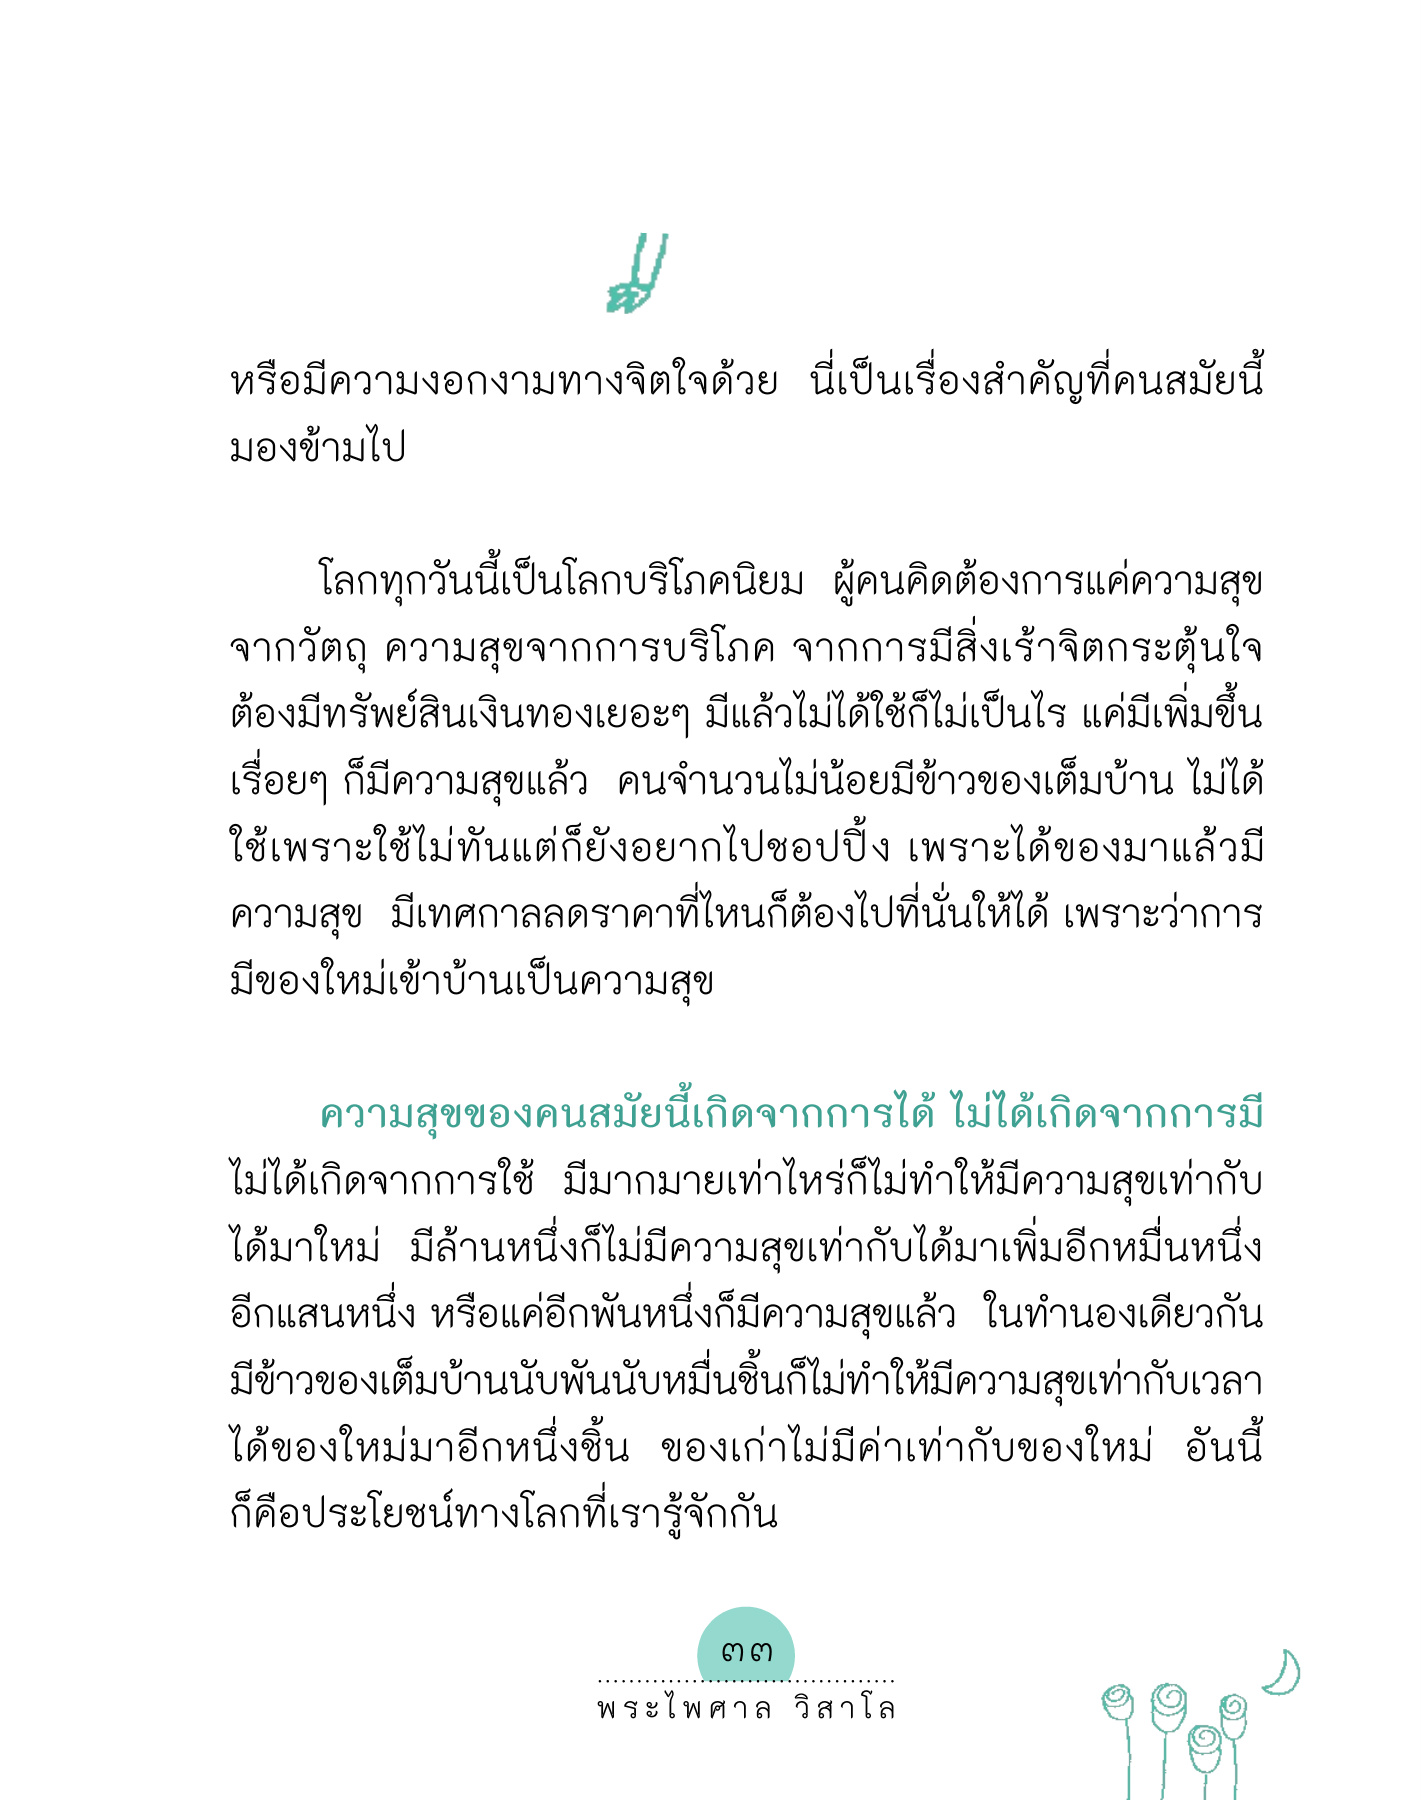 หรือมีความงอกงามทางจิตใจด้วย นี่เป็นเรื่องสำคัญที่คนสมัยนี้
มองข้ามไป
โลกทุกวันนี้เป็นโลกบริโภคนิยม ผู้คนคิดต้องการแค่ความสุข
จากวัตถุ ความสุขจากการบริโภค จากการมีสิ่งเร้าจิตกระตุ้นใจ
ต้องมีทรัพย์สินเงินทองเยอะๆ มีแล้วไม่ได้ใช้ก็ไม่เป็นไร แค่มีเพิ่มขึ้น
เรื่อยๆ ก็มีความสุขแล้ว คนจำนวนไม่น้อยมีข้าวของเต็มบ้าน ไม่ได้
ใช้เพราะใช้ไม่ทันแต่ก็ยังอยากไปชอปปิ้ง เพราะได้ของมาแล้วมี
ความสุข มีเทศกาลลดราคาที่ไหนก็ต้องไปที่นั่นให้ได้ เพราะว่าการ
มีของใหม่เข้าบ้านเป็นความสุข
ความสุขของคนสมัยนี้เกิดจากการได้ ไม่ได้เกิดจากการมี
ไม่ได้เกิดจากการใช้ มีมากมายเท่าไหร่ก็ไม่ทำให้มีความสุขเท่ากับ
ได้มาใหม่ มีล้านหนึ่งก็ไม่มีความสุขเท่ากับได้มาเพิ่มอีกหมื่นหนึ่ง
อีกแสนหนึ่ง หรือแค่อีกพันหนึ่งก็มีความสุขแล้ว ในทำนองเดียวกัน
มีข้าวของเต็มบ้านนับพันนับหมื่นชิ้นก็ไม่ทำให้มีความสุขเท่ากับเวลา
ได้ของใหม่มาอีกหนึ่งชิ้น ของเก่าไม่มีค่าเท่ากับของใหม่ อันนี้
ก็คือประโยชน์ทางโลกที่เรารู้จักกัน
๓๓
พระไพศาล วิสาโล